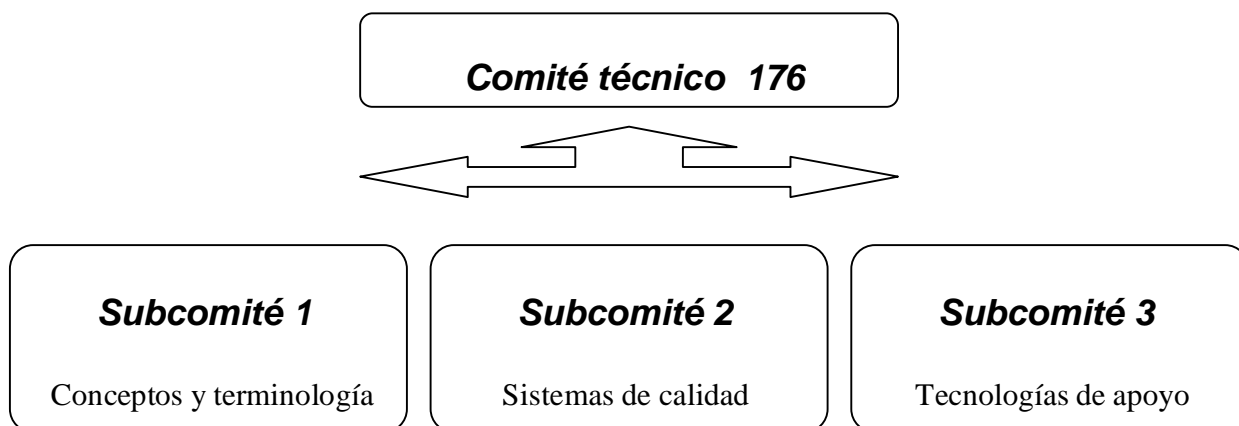 Comité técnico 176
Subcomité 1
Conceptos y terminología
Subcomité 2
Sistemas de calidad
Subcomité 3
Tecnologías de apoyo